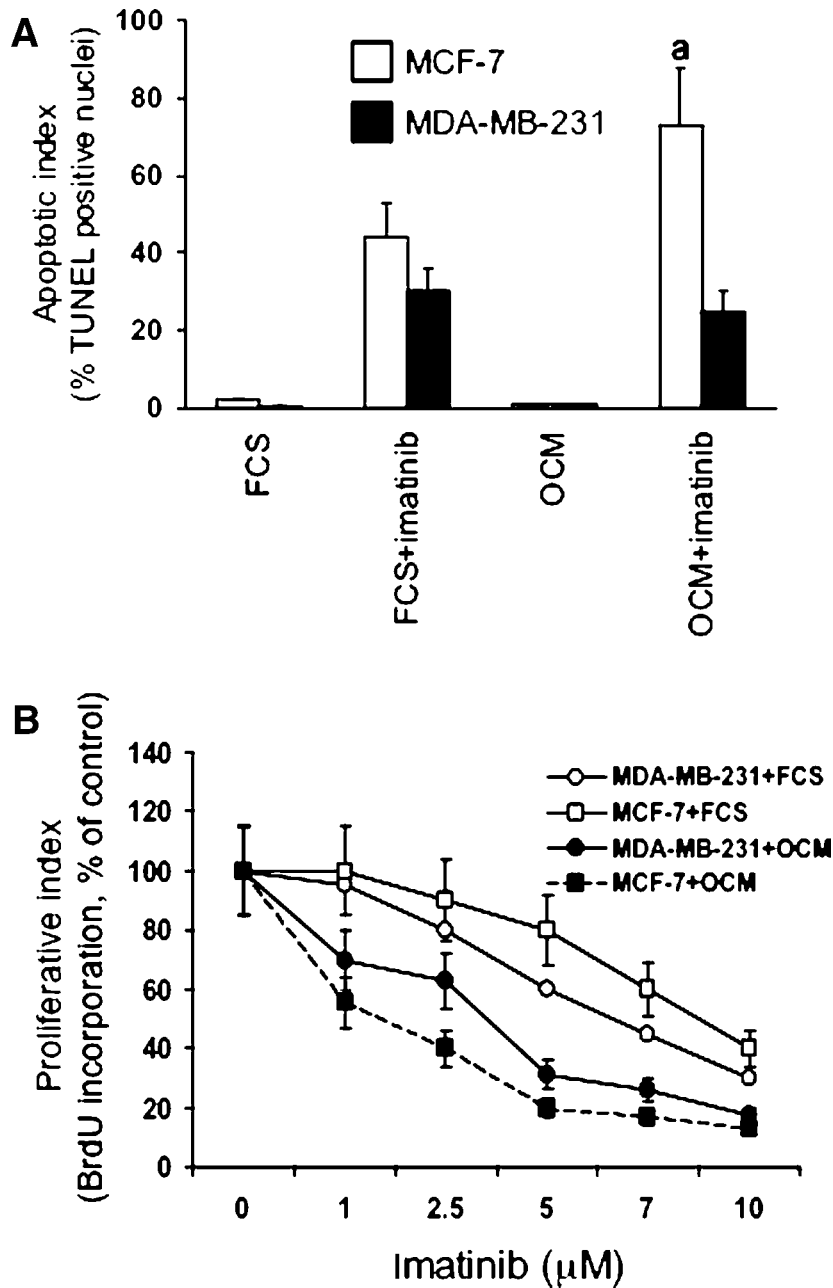 A
Apoptotic index
(% TUNEL positive nuclei)
100
80
60
40
20
0
MCF-7
MDA-MB-231
a
FCS
FCS+imatinib
OCM
OCM+imatinib
B
Proliferative index
(BrdU incorporation, % of control)
140
120
100
80
60
40
20
0
MDA-MB-231+FCS
MCF-7+FCS
MDA-MB-231+OCM
MCF-7+OCM
0 1 2.5 5 7 10
Imatinib (μM)